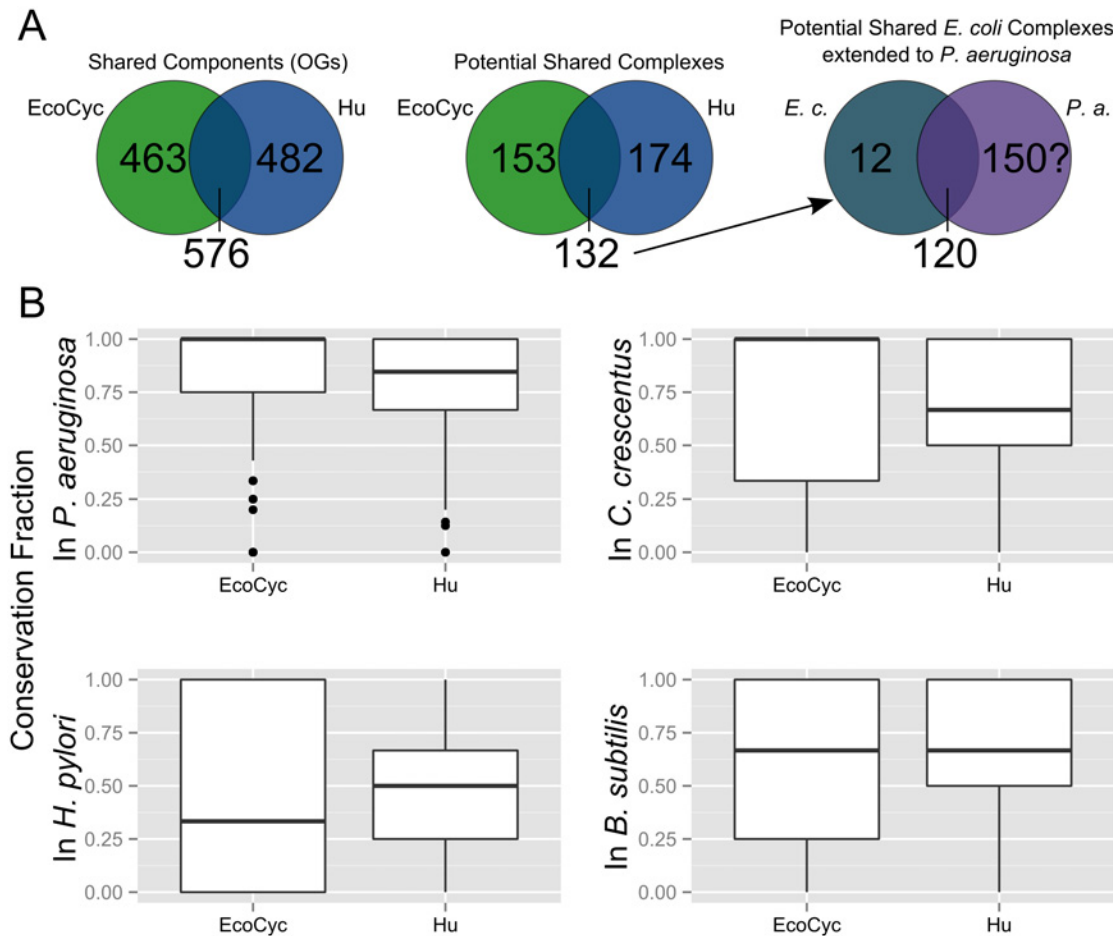 A
Shared Components (OGs)
EcoCyc
Hu
463
482
576
Potential Shared Complexes
EcoCyc
Hu
153
174
132
Potential Shared E. coli Complexes
extended to P. aeruginosa
E. c.
P. a.
12
150?
120
B
Conservation Fraction
In P. aeruginosa
1.00
0.75
0.50
0.25
0.00
EcoCyc
Hu
In C. crescentus
1.00
0.75
0.50
0.25
0.00
EcoCyc
Hu
In H. pylori
1.00
0.75
0.50
0.25
0.00
EcoCyc
Hu
In B. subtilis
1.00
0.75
0.50
0.25
0.00
EcoCyc
Hu